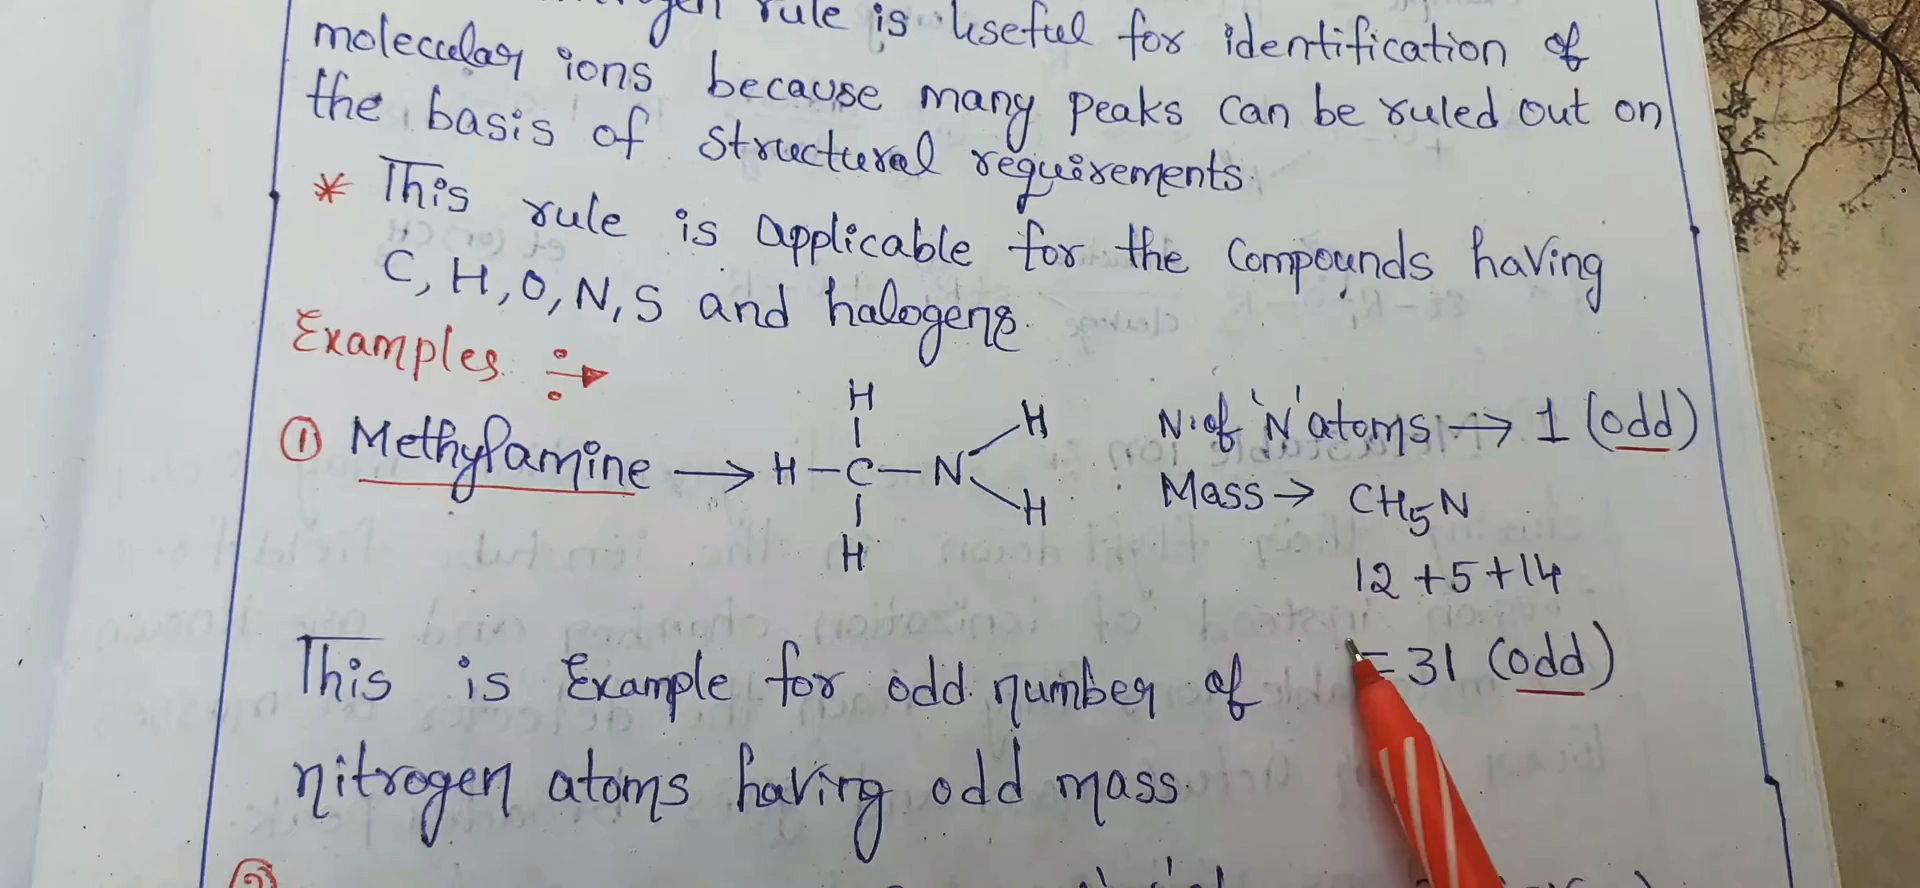 rule is useful for identification of
molecular ions because many peaks can be ruled out on
the basis of structural requirements.
* This rule is applicable for the compounds having
C, H, O, N, S and halogens.
Examples :→
① Methylamine → H-C-N H H H H
N.of 'N' atoms → 1 (odd)
Mass → CH5N
12 + 5 + 14
= 31 (odd)
This is Example for odd number of
nitrogen atoms having odd mass.